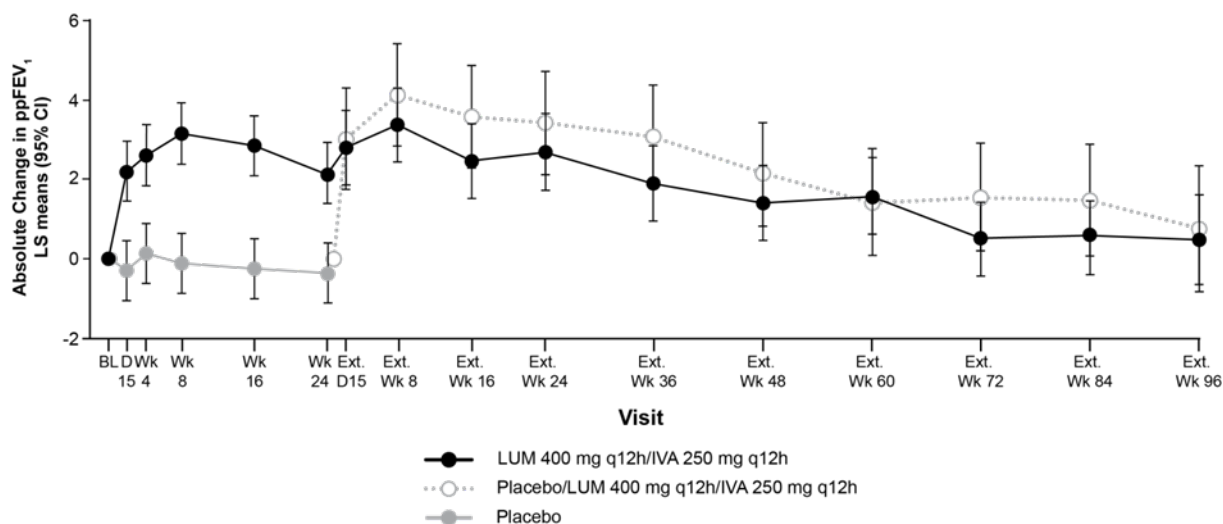 Absolute Change in ppFEV1
LS means (95% CI)
6
4
2
0
-2
BL D Wk Wk Wk Wk Ext. Ext. Ext. Ext. Ext. Ext. Ext. Ext. Ext. Ext.
15 4 8 16 24 D15 Wk 8 Wk 16 Wk 24 Wk 36 Wk 48 Wk 60 Wk 72 Wk 84 Wk 96
Visit
LUM 400 mg q12h/IVA 250 mg q12h
Placebo/LUM 400 mg q12h/IVA 250 mg q12h
Placebo